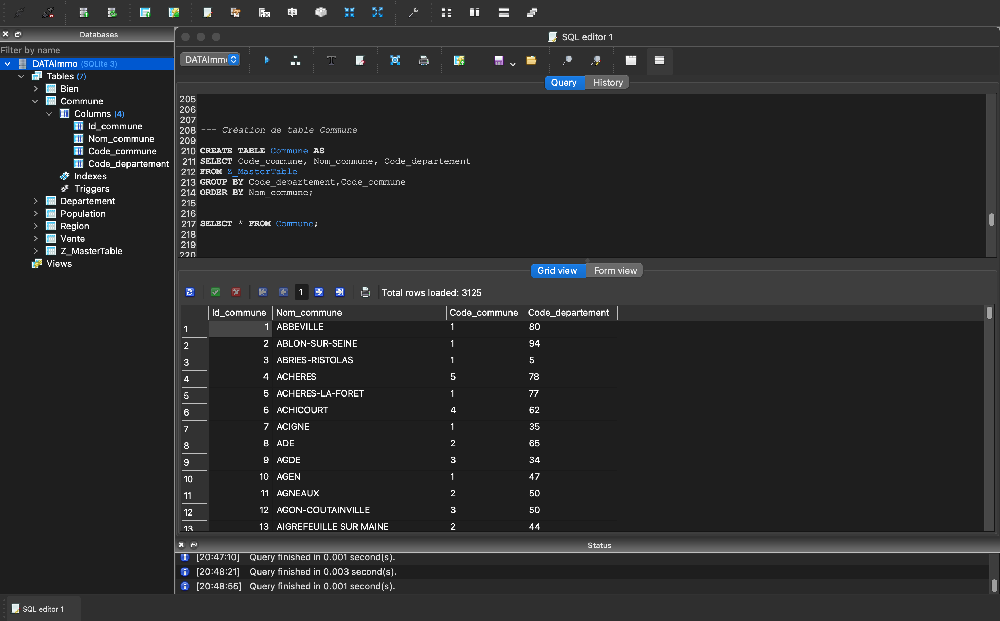 Databases
Filter by name
DATAImmo (SQLite 3)
Tables (7)
Bien
Commune
Columns (4)
Id_commune
Nom_commune
Code_commune
Code_departement
Indexes
Triggers
Departement
Population
Region
Vente
Z_MasterTable
Views
SQL editor 1
DATAImm
Query History
205
206
207
208 --- Création de table Commune
209
210 CREATE TABLE Commune AS
211 SELECT Code_commune, Nom_commune, Code_departement
212 FROM Z_MasterTable
213 GROUP BY Code_departement,Code_commune
214 ORDER BY Nom_commune;
215
216
217 SELECT * FROM Commune;
218
219
220
Grid view Form view
1 Total rows loaded: 3125
Id_commune Nom_commune Code_commune Code_departement
1 1 ABBEVILLE 1 80
2 2 ABLON-SUR-SEINE 1 94
3 3 ABRIES-RISTOLAS 1 5
4 4 ACHERES 5 78
5 5 ACHERES-LA-FORET 1 77
6 6 ACHICOURT 4 62
7 7 ACIGNE 1 35
8 8 ADE 2 65
9 9 AGDE 3 34
10 10 AGEN 1 47
11 11 AGNEAUX 2 50
12 12 AGON-COUTAINVILLE 3 50
13 13 AIGREFEUILLE SUR MAINE 2 44
Status
[20:47:10] Query finished in 0.001 second(s).
[20:48:21] Query finished in 0.003 second(s).
[20:48:55] Query finished in 0.001 second(s).
SQL editor 1